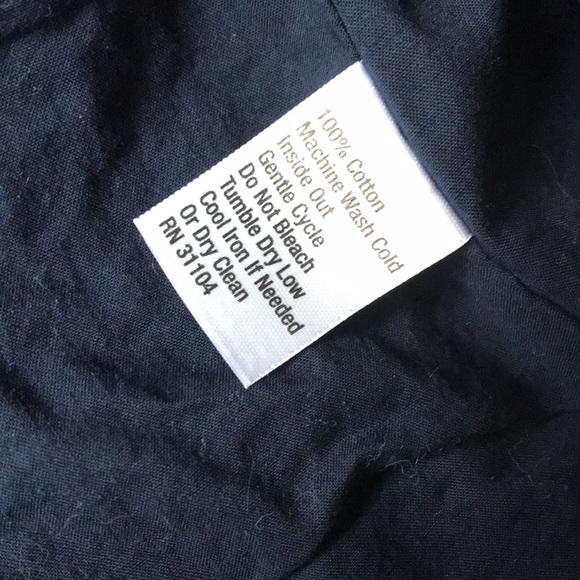 100% Cotton
Machine Wash Cold
Inside Out
Gentle Cycle
Do Not Bleach
Tumble Dry Low
Cool Iron If Needed
Or Dry Clean
RN 31104